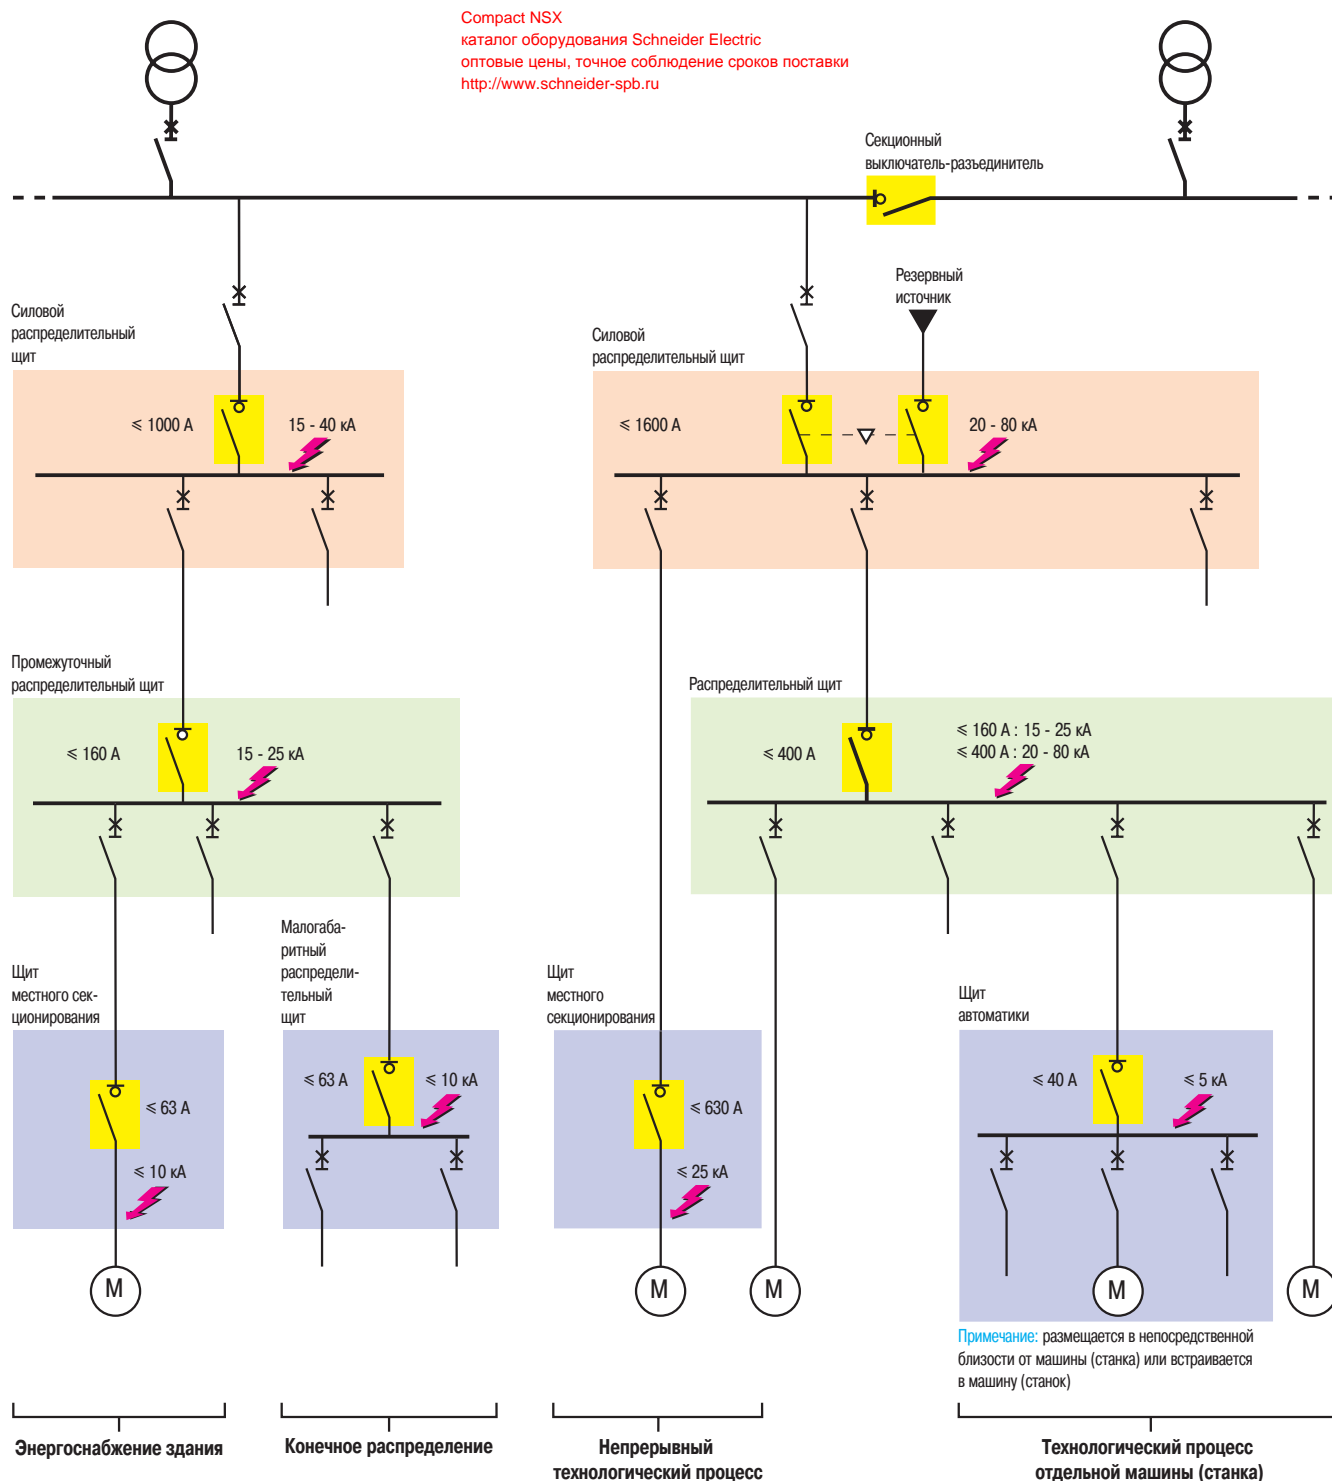 Compact NSX
каталог оборудования Schneider Electric
оптовые цены, точное соблюдение сроков поставки
http://www.schneider-spb.ru
Секционный
выключатель-разъединитель
Резервный
источник
Силовой
распределительный
щит
Силовой
распределительный щит
≤ 1000 A
15 - 40 кА
≤ 1600 A
20 - 80 кА
Промежуточный
распределительный щит
Распределительный щит
≤ 160 A
15 - 25 кА
≤ 400 A
≤ 160 A : 15 - 25 кА
≤ 400 A : 20 - 80 кА
Щит
местного сек-
ционирования
Малогаба-
ритный
распредели-
тельный
щит
Щит
местного
секционирования
Щит
автоматики
≤ 63 A
≤ 10 кА
≤ 63 A
≤ 10 кА
≤ 630 A
≤ 25 кА
≤ 40 A
≤ 5 кА
M
M
M
M
M
Примечание: размещается в непосредственной
близости от машины (станка) или встраивается
в машину (станок)
Энергоснабжение здания
Конечное распределение
Непрерывный
технологический процесс
Технологический процесс
отдельной машины (станка)